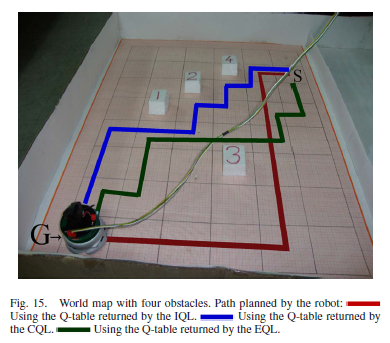 4
2
S
1
3
G→
Fig. 15. World map with four obstacles. Path planned by the robot:
Using the Q-table returned by the IQL. Using the Q-table returned by
the CQL. Using the Q-table returned by the EQL.